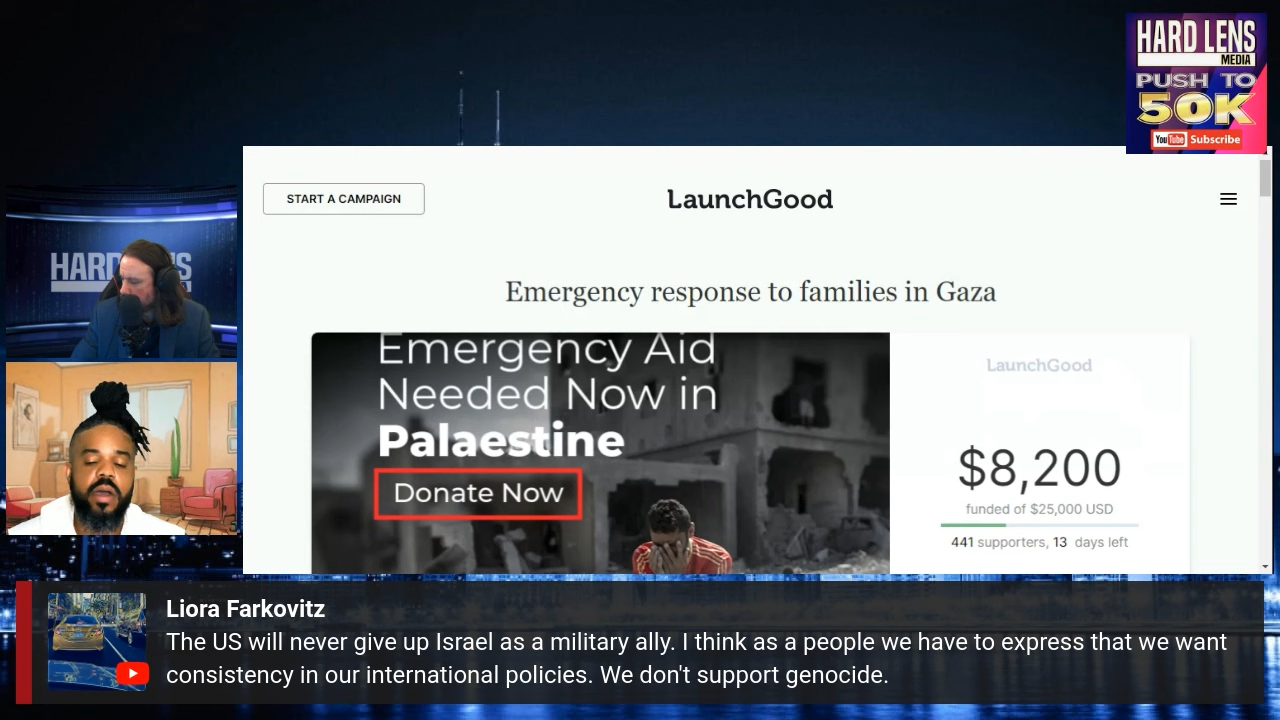 HARD LENS
MEDIA
PUSH TO
50K
YouTube Subscribe
START A CAMPAIGN
LaunchGood
Emergency response to families in Gaza
Emergency Aid
Needed Now in
Palaestine
Donate Now
LaunchGood
$8,200
funded of $25,000 USD
441 supporters, 13 days left
HARD LENS
Liora Farkovitz
The US will never give up Israel as a military ally. I think as a people we have to express that we want
consistency in our international policies. We don't support genocide.